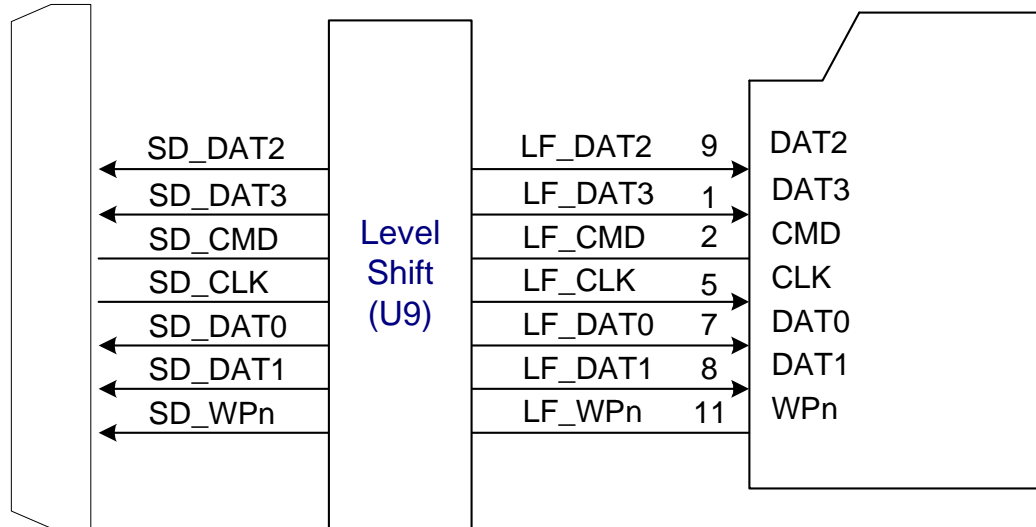 SD_DAT2 LF_DAT2 9 DAT2
SD_DAT3 LF_DAT3 1 DAT3
SD_CMD LF_CMD 2 CMD
SD_CLK LF_CLK 5 CLK
SD_DAT0 LF_DAT0 7 DAT0
SD_DAT1 LF_DAT1 8 DAT1
SD_WPn LF_WPn 11 WPn
Level
Shift
(U9)